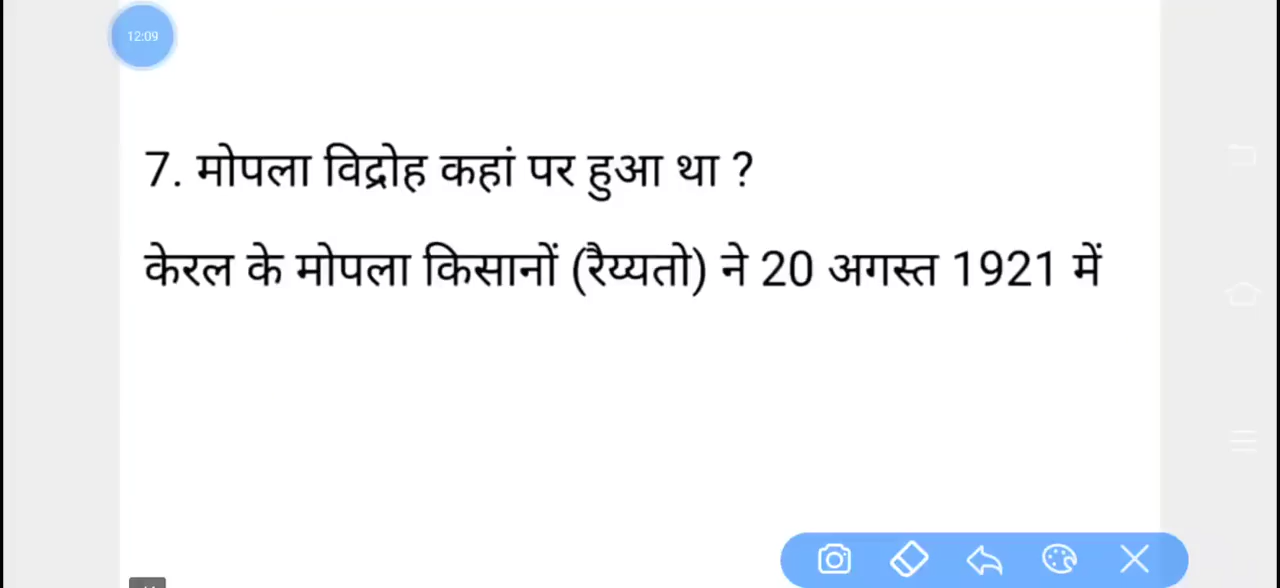 12:09
7. मोपला विद्रोह कहां पर हुआ था ?
केरल के मोपला किसानों (रैय्यतो) ने 20 अगस्त 1921 में